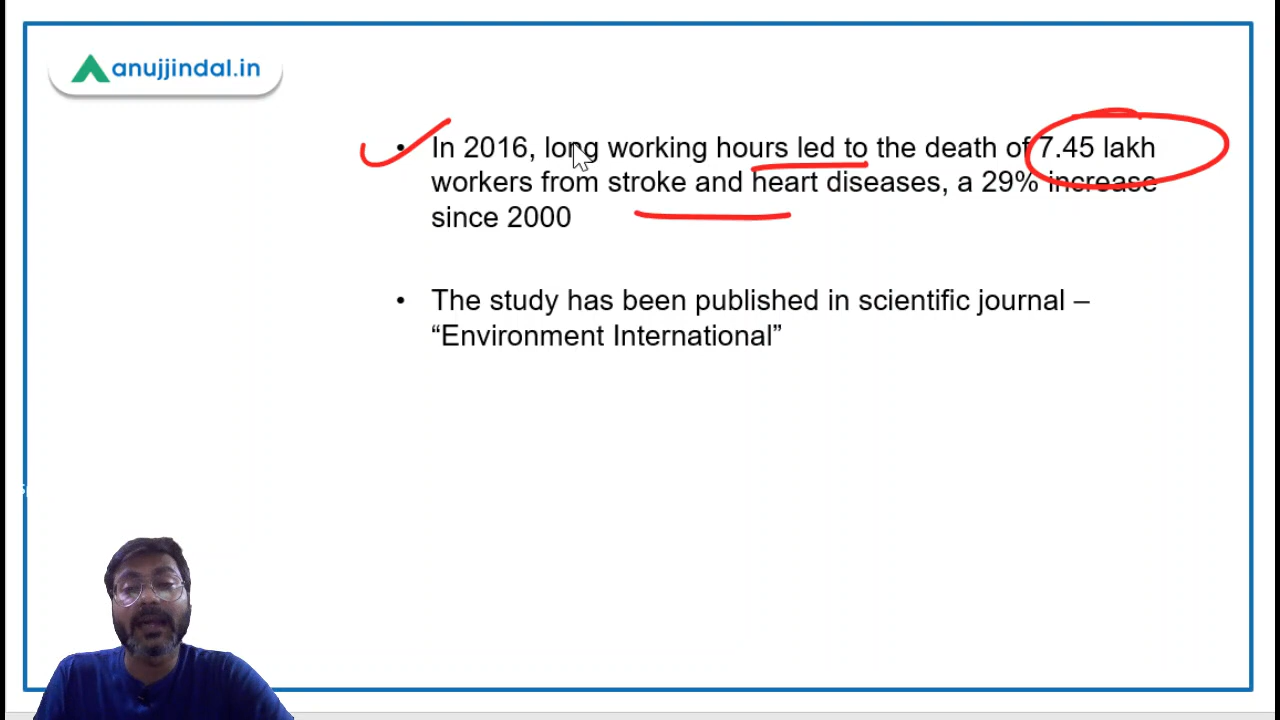 anujjindal.in
• In 2016, long working hours led to the death of 7.45 lakh
workers from stroke and heart diseases, a 29% increase
since 2000
• The study has been published in scientific journal –
“Environment International”